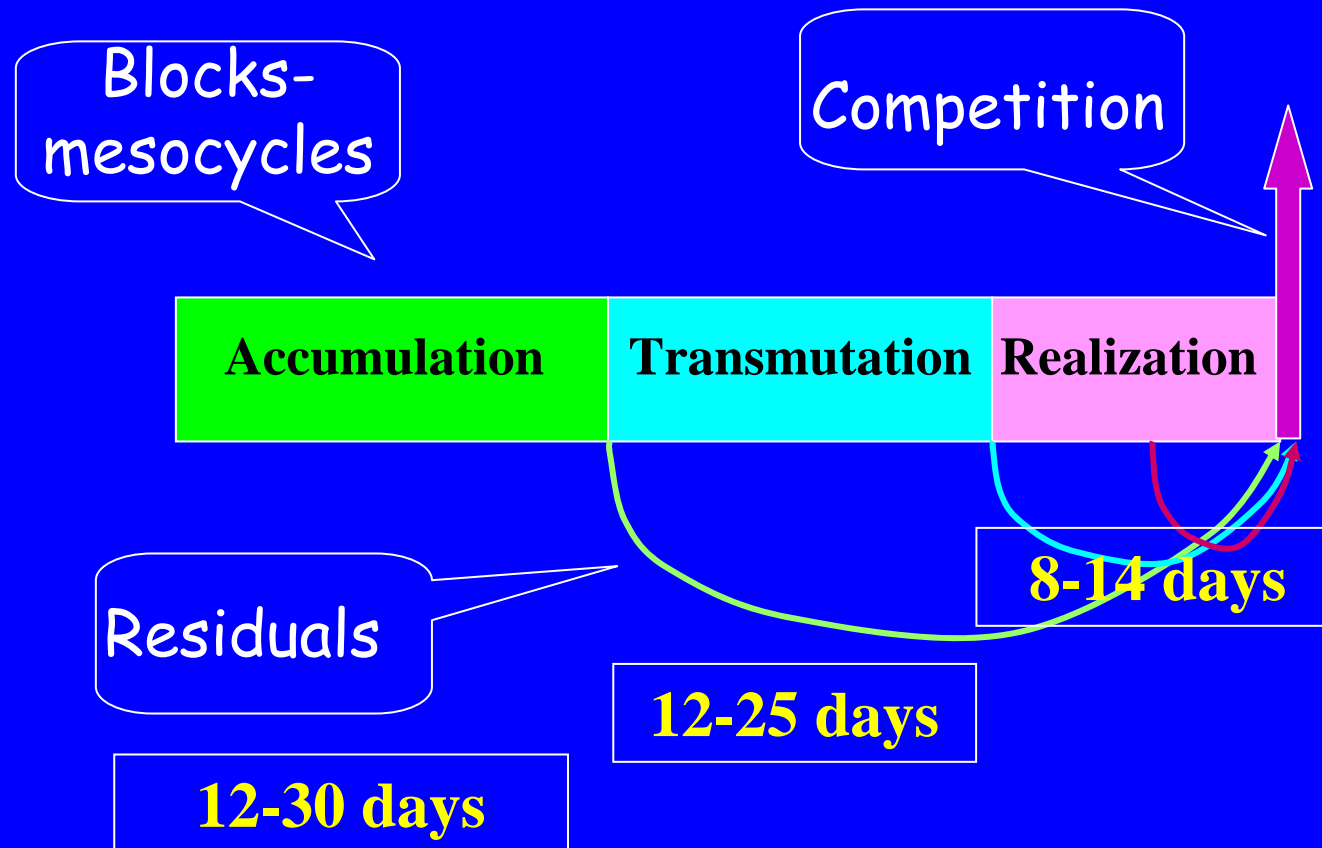 Blocks-
mesocycles
Competition
Accumulation
Transmutation
Realization
Residuals
8-14 days
12-25 days
12-30 days